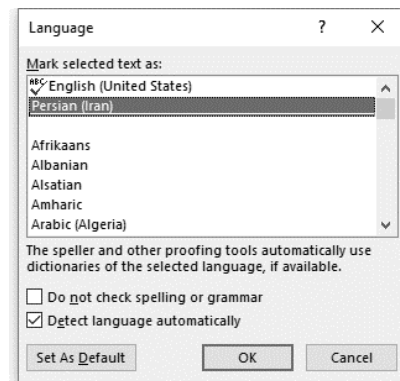 Language ? ×
Mark selected text as:
ABC English (United States)
Persian (Iran)
Afrikaans
Albanian
Alsatian
Amharic
Arabic (Algeria)
The speller and other proofing tools automatically use
dictionaries of the selected language, if available.
Do not check spelling or grammar
Detect language automatically
Set As Default OK Cancel